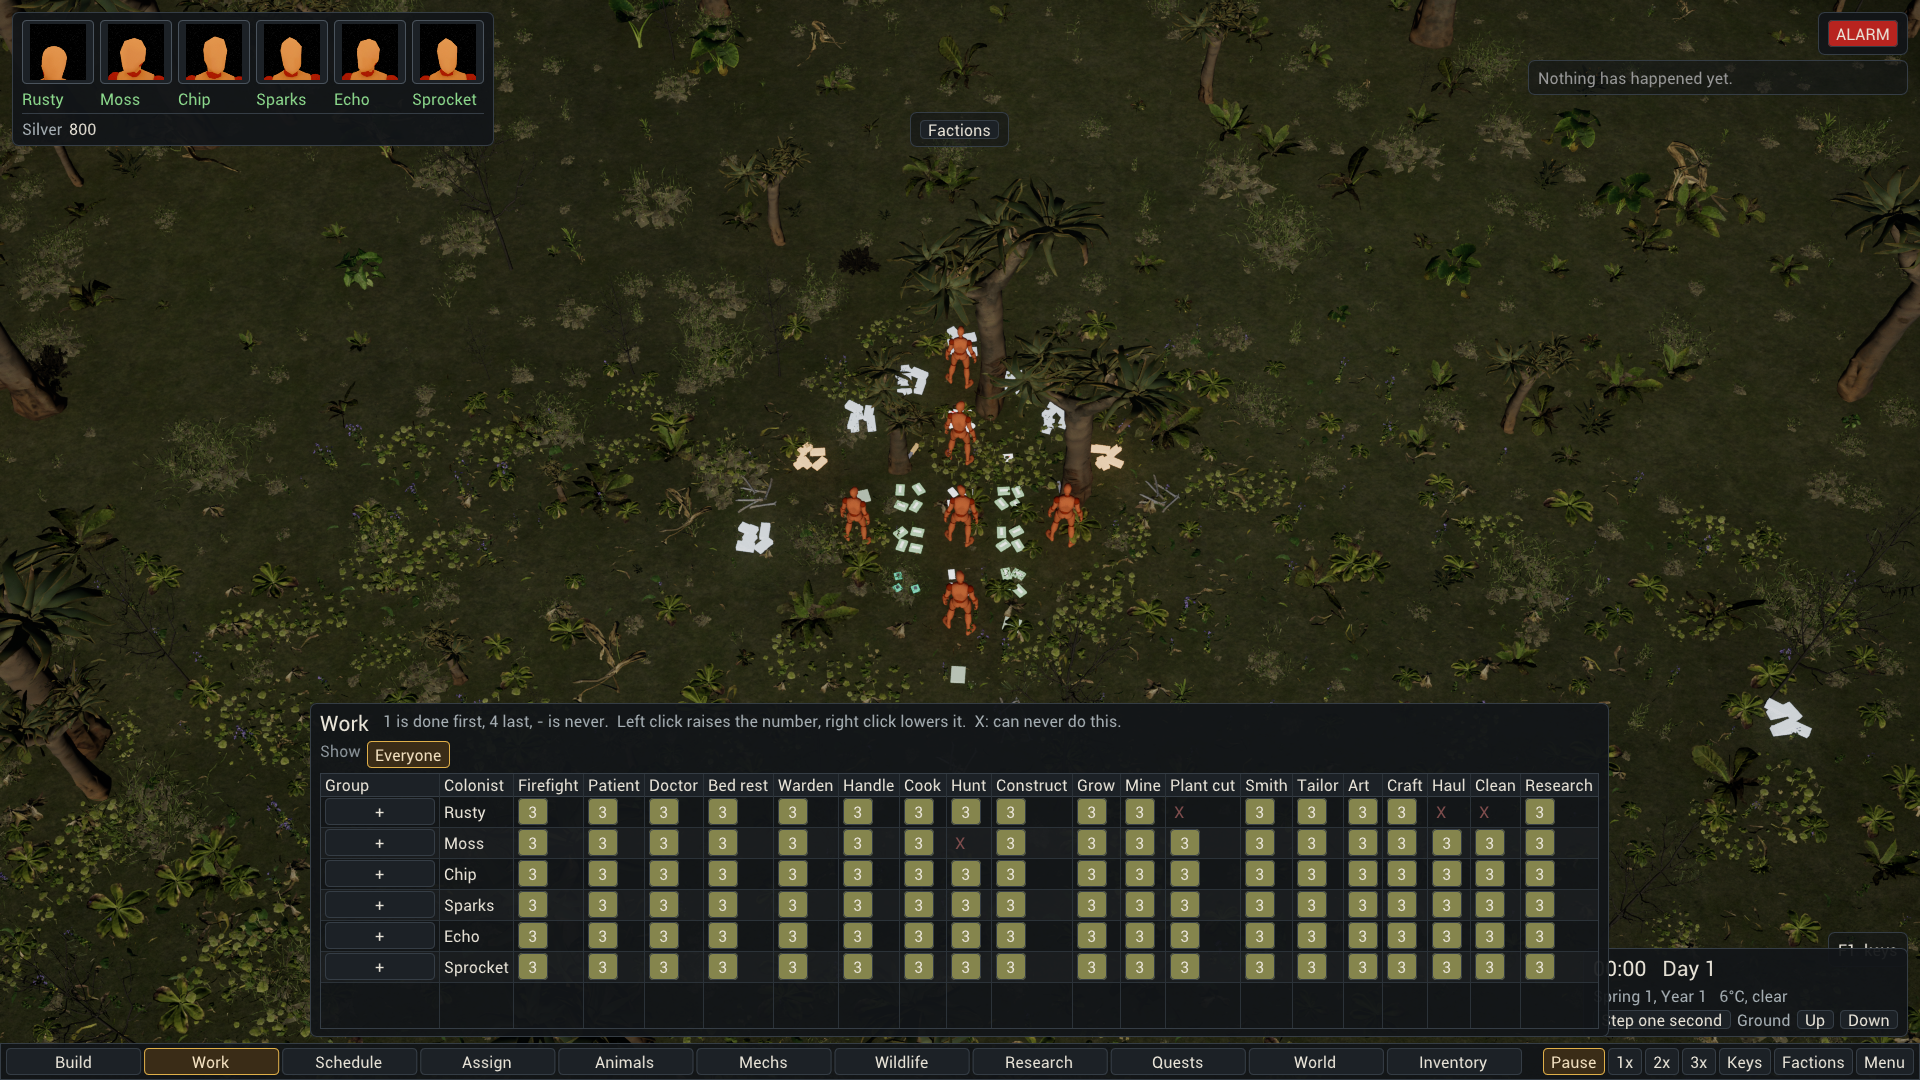 Rusty Moss Chip Sparks Echo Sprocket
Silver 800
ALARM
Nothing has happened yet.
Factions
Work 1 is done first, 4 last, - is never. Left click raises the number, right click lowers it. X: can never do this.
Show Everyone
Group Colonist Firefight Patient Doctor Bed rest Warden Handle Cook Hunt Construct Grow Mine Plant cut Smith Tailor Art Craft Haul Clean Research
+ Rusty 3 3 3 3 3 3 3 3 3 3 3 X 3 3 3 3 X X 3
+ Moss 3 3 3 3 3 3 3 X 3 3 3 3 3 3 3 3 3 3 3
+ Chip 3 3 3 3 3 3 3 3 3 3 3 3 3 3 3 3 3 3 3
+ Sparks 3 3 3 3 3 3 3 3 3 3 3 3 3 3 3 3 3 3 3
+ Echo 3 3 3 3 3 3 3 3 3 3 3 3 3 3 3 3 3 3 3
+ Sprocket 3 3 3 3 3 3 3 3 3 3 3 3 3 3 3 3 3 3 3
0:00 Day 1
pring 1, Year 1 6°C, clear
tep one second Ground Up Down
Build Work Schedule Assign Animals Mechs Wildlife Research Quests World Inventory Pause 1x 2x 3x Keys Factions Menu